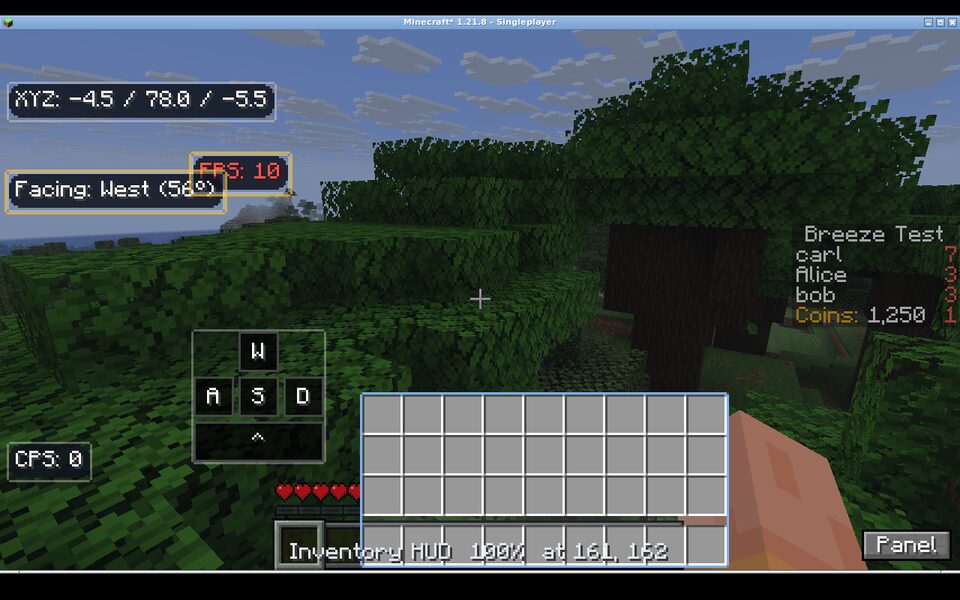 Minecraft* 1.21.8 - Singleplayer
XYZ: -4.5 / 78.0 / -5.5
FPS: 10
Facing: West (56°)
Breeze Test
carl 7
Alice 3
bob 3
Coins: 1,250 1
W
A S D
^
CPS: 0
Inventory HUD 100% at 161, 162
Panel